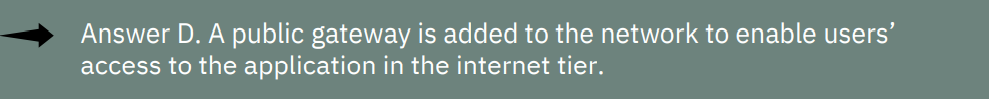 Answer D. A public gateway is added to the network to enable users’
access to the application in the internet tier.